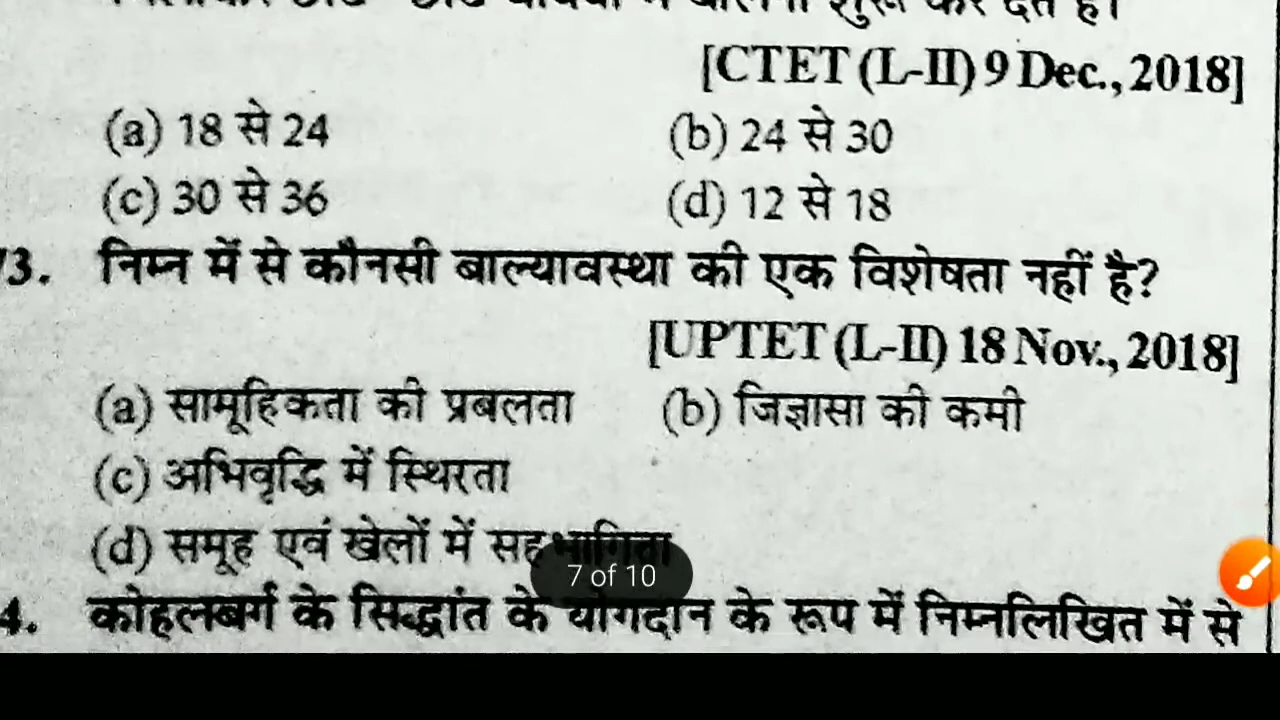 शुरू कर देते हैं।
[CTET (L-II) 9 Dec., 2018]
(a) 18 से 24 (b) 24 से 30
(c) 30 से 36 (d) 12 से 18
73. निम्न में से कौनसी बाल्यावस्था की एक विशेषता नहीं है?
[UPTET (L-II) 18 Nov., 2018]
(a) सामूहिकता की प्रबलता (b) जिज्ञासा की कमी
(c) अभिवृद्धि में स्थिरता
(d) समूह एवं खेलों में सहभागिता
7 of 10
4. कोहलबर्ग के सिद्धांत के योगदान के रूप में निम्नलिखित में से